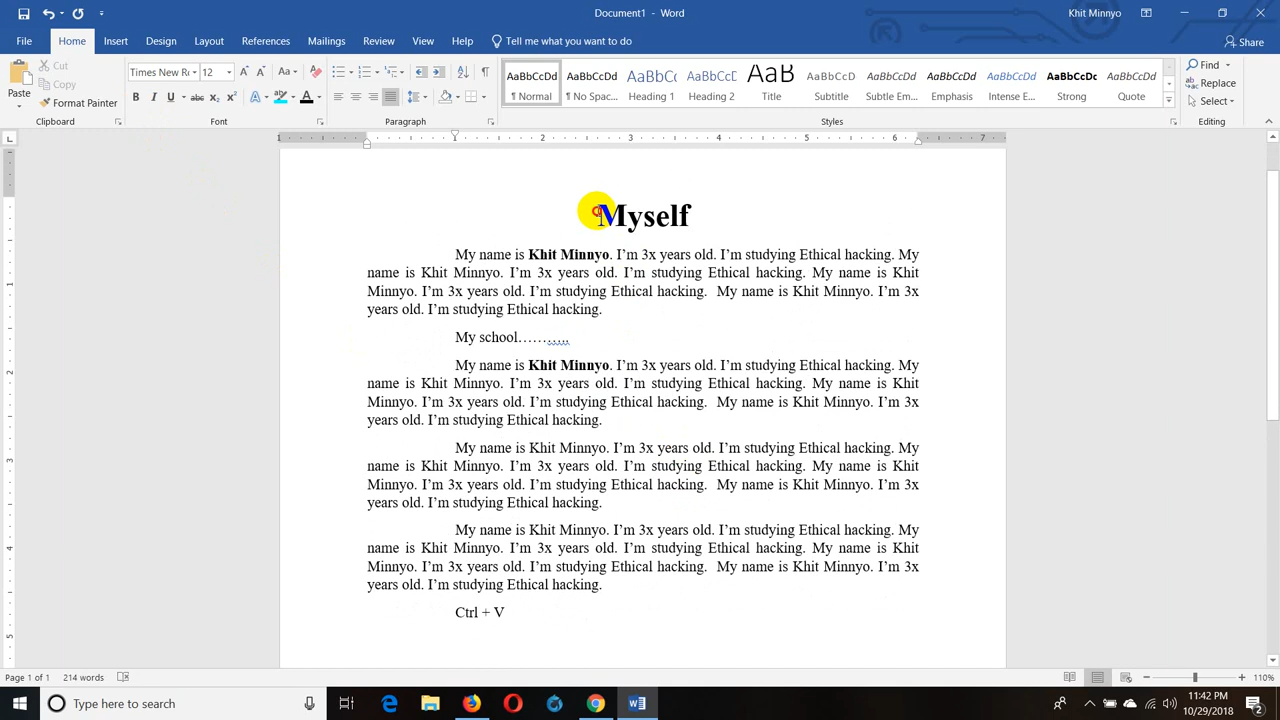 Document1 - Word
Khit Minnyo
File Home Insert Design Layout References Mailings Review View Help Tell me what you want to do
Share
Paste
Cut
Copy
Format Painter
Clipboard
Times New Ro 12
Font
Paragraph
AaBbCcDd AaBbCcDd AaBbCc AaBbCcD AaB AaBbCcD AaBbCcDd AaBbCcDd AaBbCcDd AaBbCcDc AaBbCcDd
¶ Normal ¶ No Spac... Heading 1 Heading 2 Title Subtitle Subtle Em... Emphasis Intense E... Strong Quote
Styles
Find
Replace
Select
Editing
1 1 2 3 4 5 6 7
Myself
My name is Khit Minnyo. I’m 3x years old. I’m studying Ethical hacking. My
name is Khit Minnyo. I’m 3x years old. I’m studying Ethical hacking. My name is Khit
Minnyo. I’m 3x years old. I’m studying Ethical hacking. My name is Khit Minnyo. I’m 3x
years old. I’m studying Ethical hacking.
My school………..
My name is Khit Minnyo. I’m 3x years old. I’m studying Ethical hacking. My
name is Khit Minnyo. I’m 3x years old. I’m studying Ethical hacking. My name is Khit
Minnyo. I’m 3x years old. I’m studying Ethical hacking. My name is Khit Minnyo. I’m 3x
years old. I’m studying Ethical hacking.
My name is Khit Minnyo. I’m 3x years old. I’m studying Ethical hacking. My
name is Khit Minnyo. I’m 3x years old. I’m studying Ethical hacking. My name is Khit
Minnyo. I’m 3x years old. I’m studying Ethical hacking. My name is Khit Minnyo. I’m 3x
years old. I’m studying Ethical hacking.
My name is Khit Minnyo. I’m 3x years old. I’m studying Ethical hacking. My
name is Khit Minnyo. I’m 3x years old. I’m studying Ethical hacking. My name is Khit
Minnyo. I’m 3x years old. I’m studying Ethical hacking. My name is Khit Minnyo. I’m 3x
years old. I’m studying Ethical hacking.
Ctrl + V
Page 1 of 1 214 words
110%
Type here to search
11:42 PM
10/29/2018